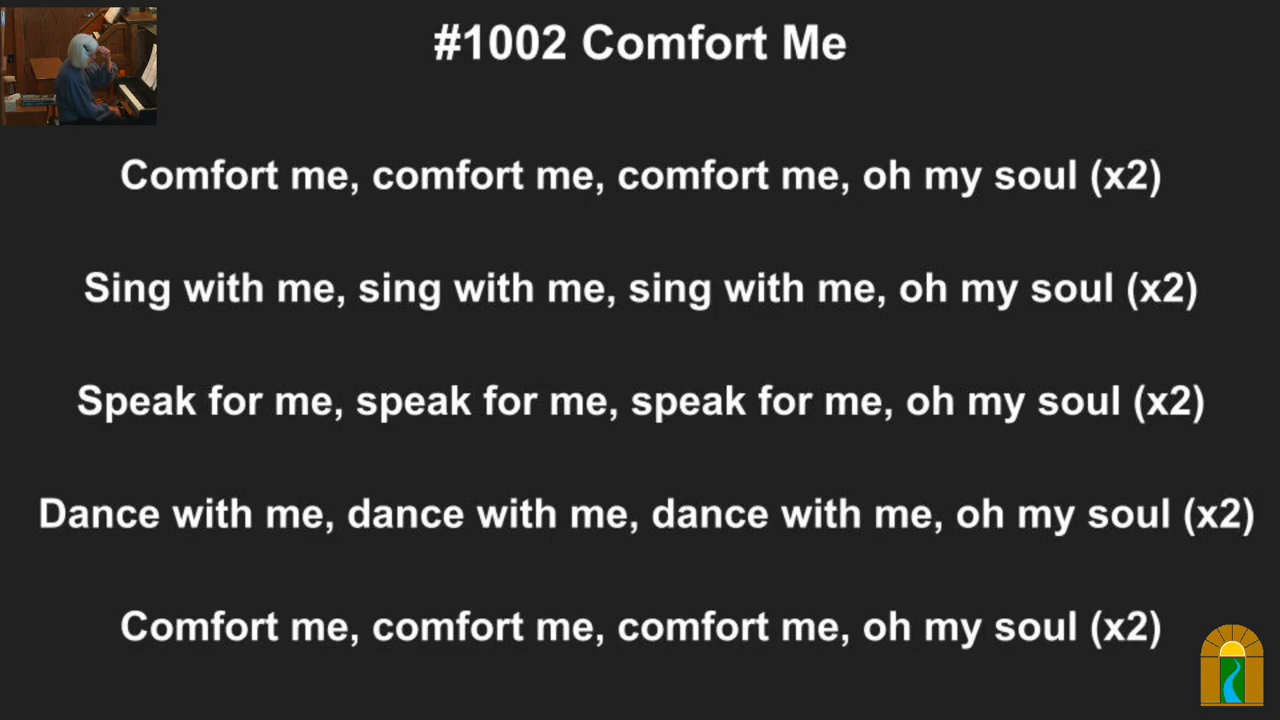 #1002 Comfort Me
Comfort me, comfort me, comfort me, oh my soul (x2)
Sing with me, sing with me, sing with me, oh my soul (x2)
Speak for me, speak for me, speak for me, oh my soul (x2)
Dance with me, dance with me, dance with me, oh my soul (x2)
Comfort me, comfort me, comfort me, oh my soul (x2)